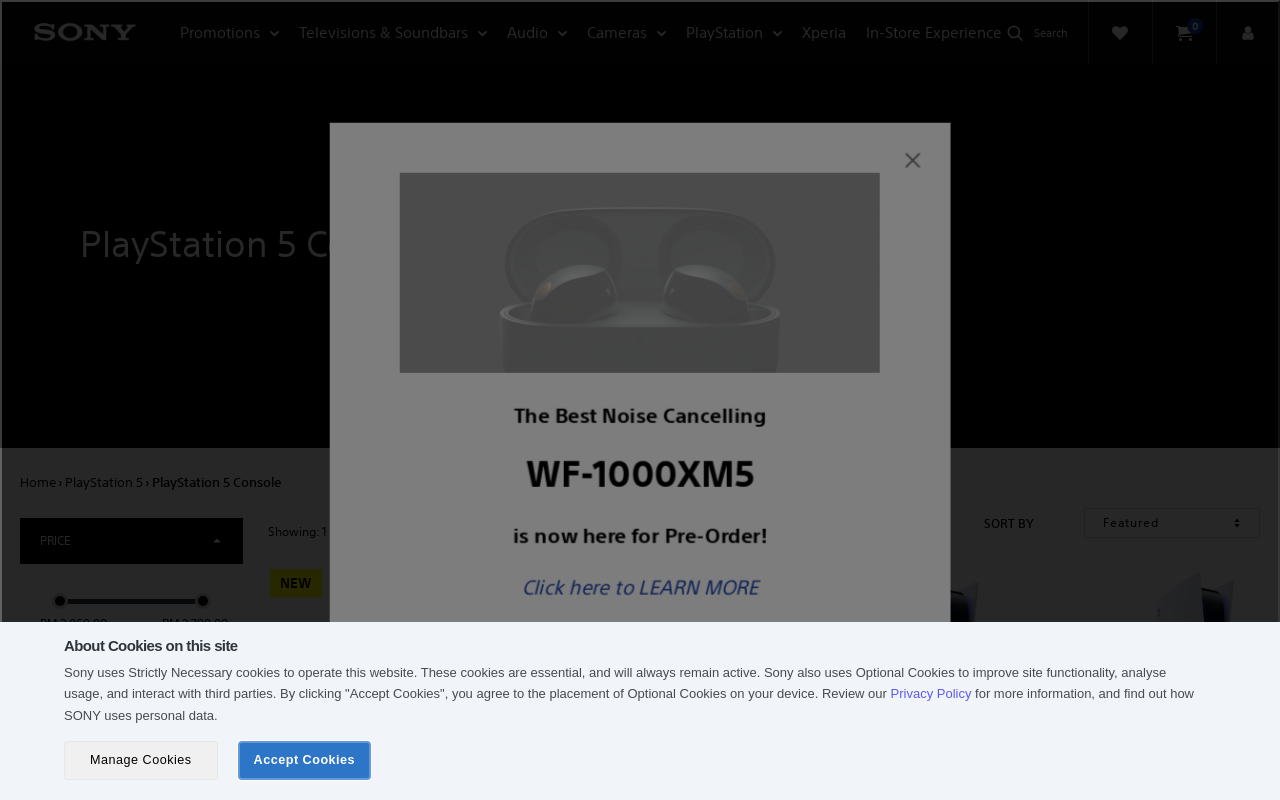 SONY
Promotions
Televisions & Soundbars
Audio
Cameras
PlayStation
Xperia
In-Store Experience
Search
0
PlayStation 5 Co
The Best Noise Cancelling
WF-1000XM5
is now here for Pre-Order!
Click here to LEARN MORE
Home › PlayStation 5 › PlayStation 5 Console
PRICE
Showing: 1
SORT BY
Featured
NEW
About Cookies on this site
Sony uses Strictly Necessary cookies to operate this website. These cookies are essential, and will always remain active. Sony also uses Optional Cookies to improve site functionality, analyse
usage, and interact with third parties. By clicking "Accept Cookies", you agree to the placement of Optional Cookies on your device. Review our Privacy Policy for more information, and find out how
SONY uses personal data.
Manage Cookies
Accept Cookies